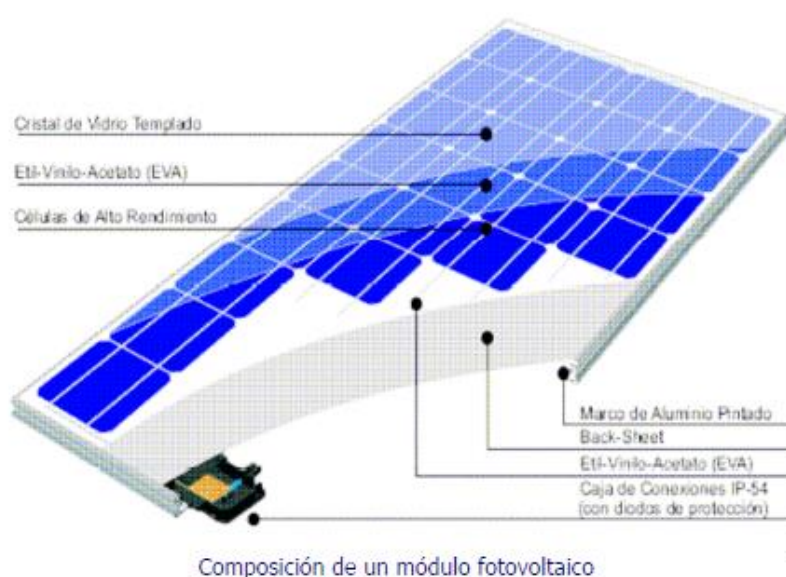 Cristal de Vidrio Templado
Etil-Vinilo-Acetato (EVA)
Células de Alto Rendimiento
Marco de Aluminio Pintado
Back-Sheet
Etil-Vinilo-Acetato (EVA)
Caja de Conexiones IP-54
(con diodos de protección)
Composición de un módulo fotovoltaico